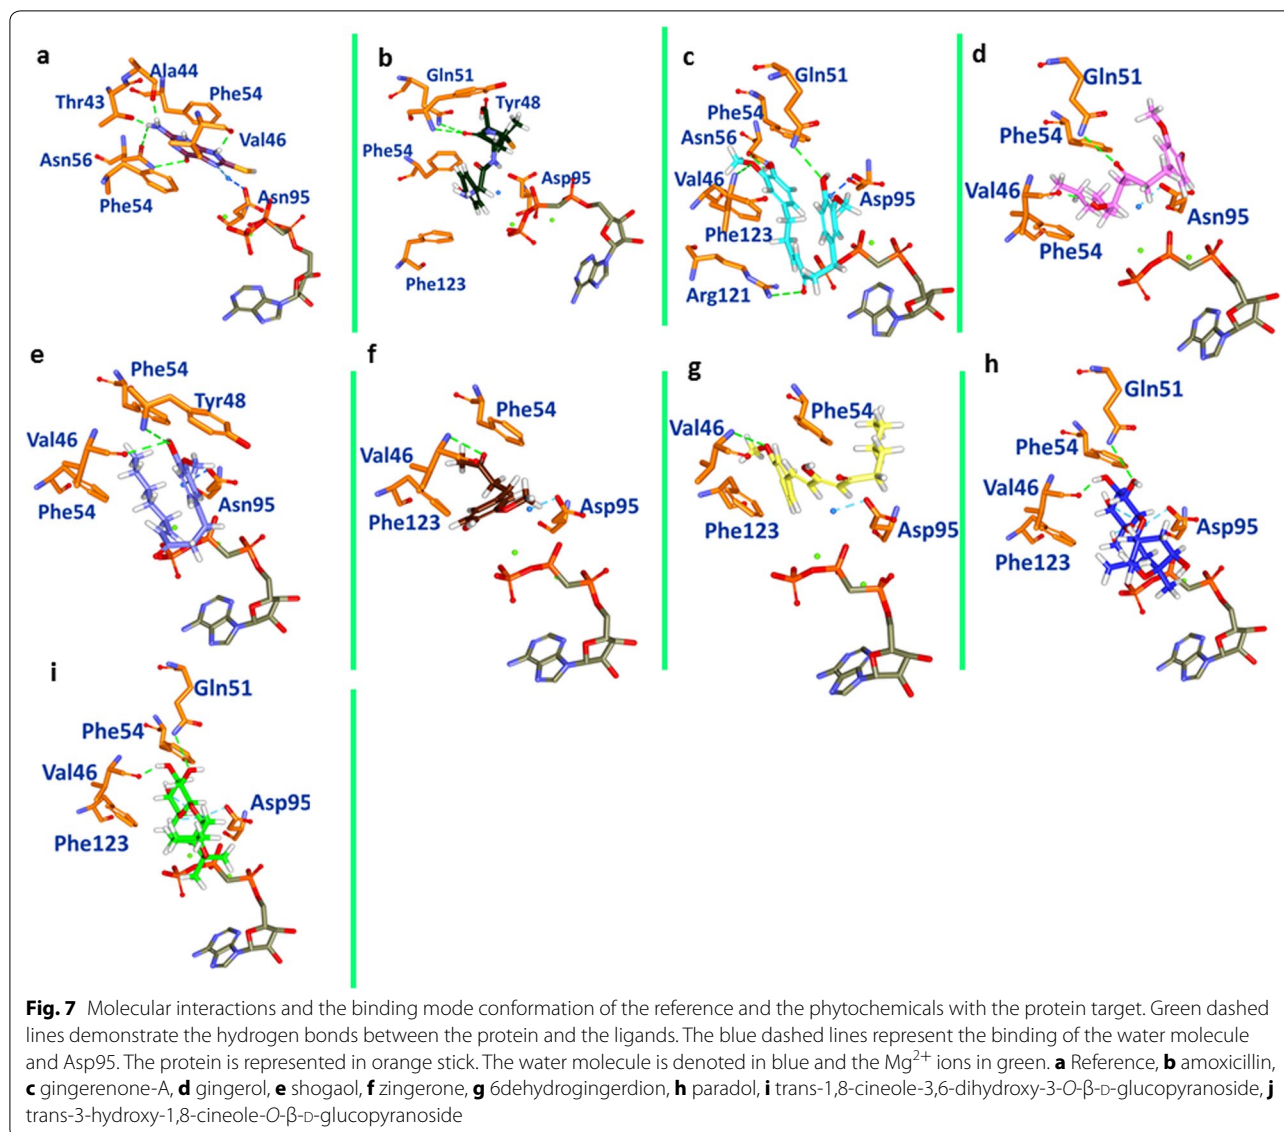 a
Ala44
Thr43
Phe54
Val46
Asn56
Phe54
Asn95
b
Gln51
Tyr48
Phe54
Asp95
Phe123
c
Gln51
Phe54
Asn56
Val46
Asp95
Phe123
Arg121
d
Gln51
Phe54
Val46
Asn95
Phe54
e
Phe54
Tyr48
Val46
Phe54
Asn95
f
Phe54
Val46
Phe123
Asp95
g
Phe54
Val46
Phe123
Asp95
h
Gln51
Phe54
Val46
Asp95
Phe123
i
Gln51
Phe54
Val46
Asp95
Phe123
Fig. 7 Molecular interactions and the binding mode conformation of the reference and the phytochemicals with the protein target. Green dashed
lines demonstrate the hydrogen bonds between the protein and the ligands. The blue dashed lines represent the binding of the water molecule
and Asp95. The protein is represented in orange stick. The water molecule is denoted in blue and the Mg2+ ions in green. a Reference, b amoxicillin,
c gingerenone-A, d gingerol, e shogaol, f zingerone, g 6dehydrogingerdion, h paradol, i trans-1,8-cineole-3,6-dihydroxy-3-O-β-D-glucopyranoside, j
trans-3-hydroxy-1,8-cineole-O-β-D-glucopyranoside